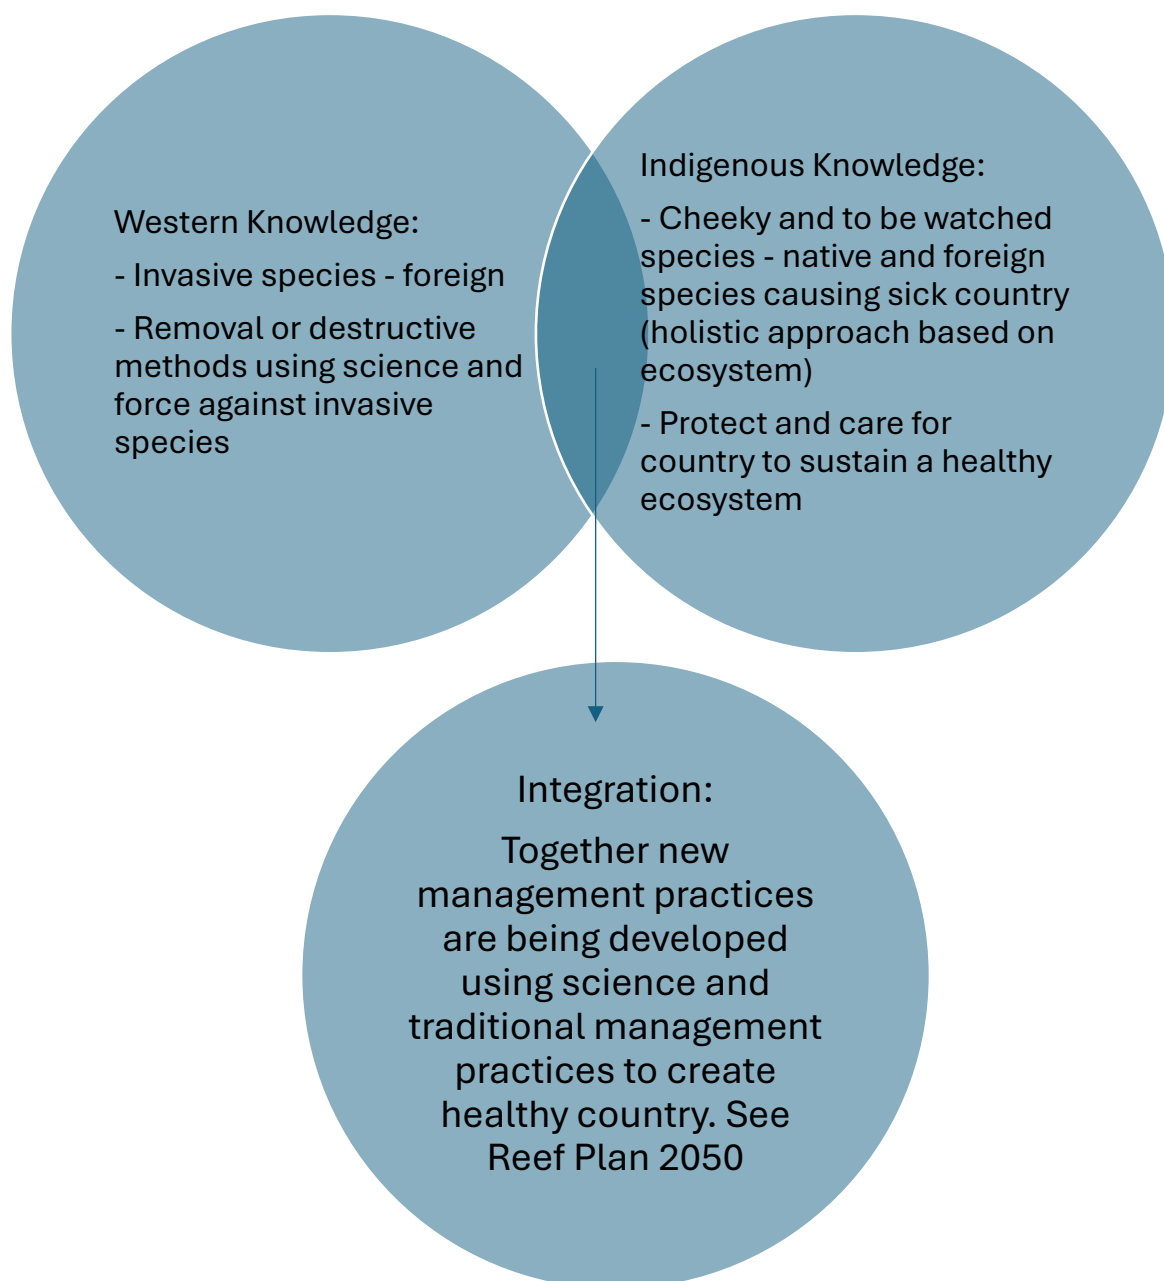 Western Knowledge:
- Invasive species - foreign
- Removal or destructive
methods using science and
force against invasive
species
Indigenous Knowledge:
- Cheeky and to be watched
species - native and foreign
species causing sick country
(holistic approach based on
ecosystem)
- Protect and care for
country to sustain a healthy
ecosystem
Integration:
Together new
management practices
are being developed
using science and
traditional management
practices to create
healthy country. See
Reef Plan 2050